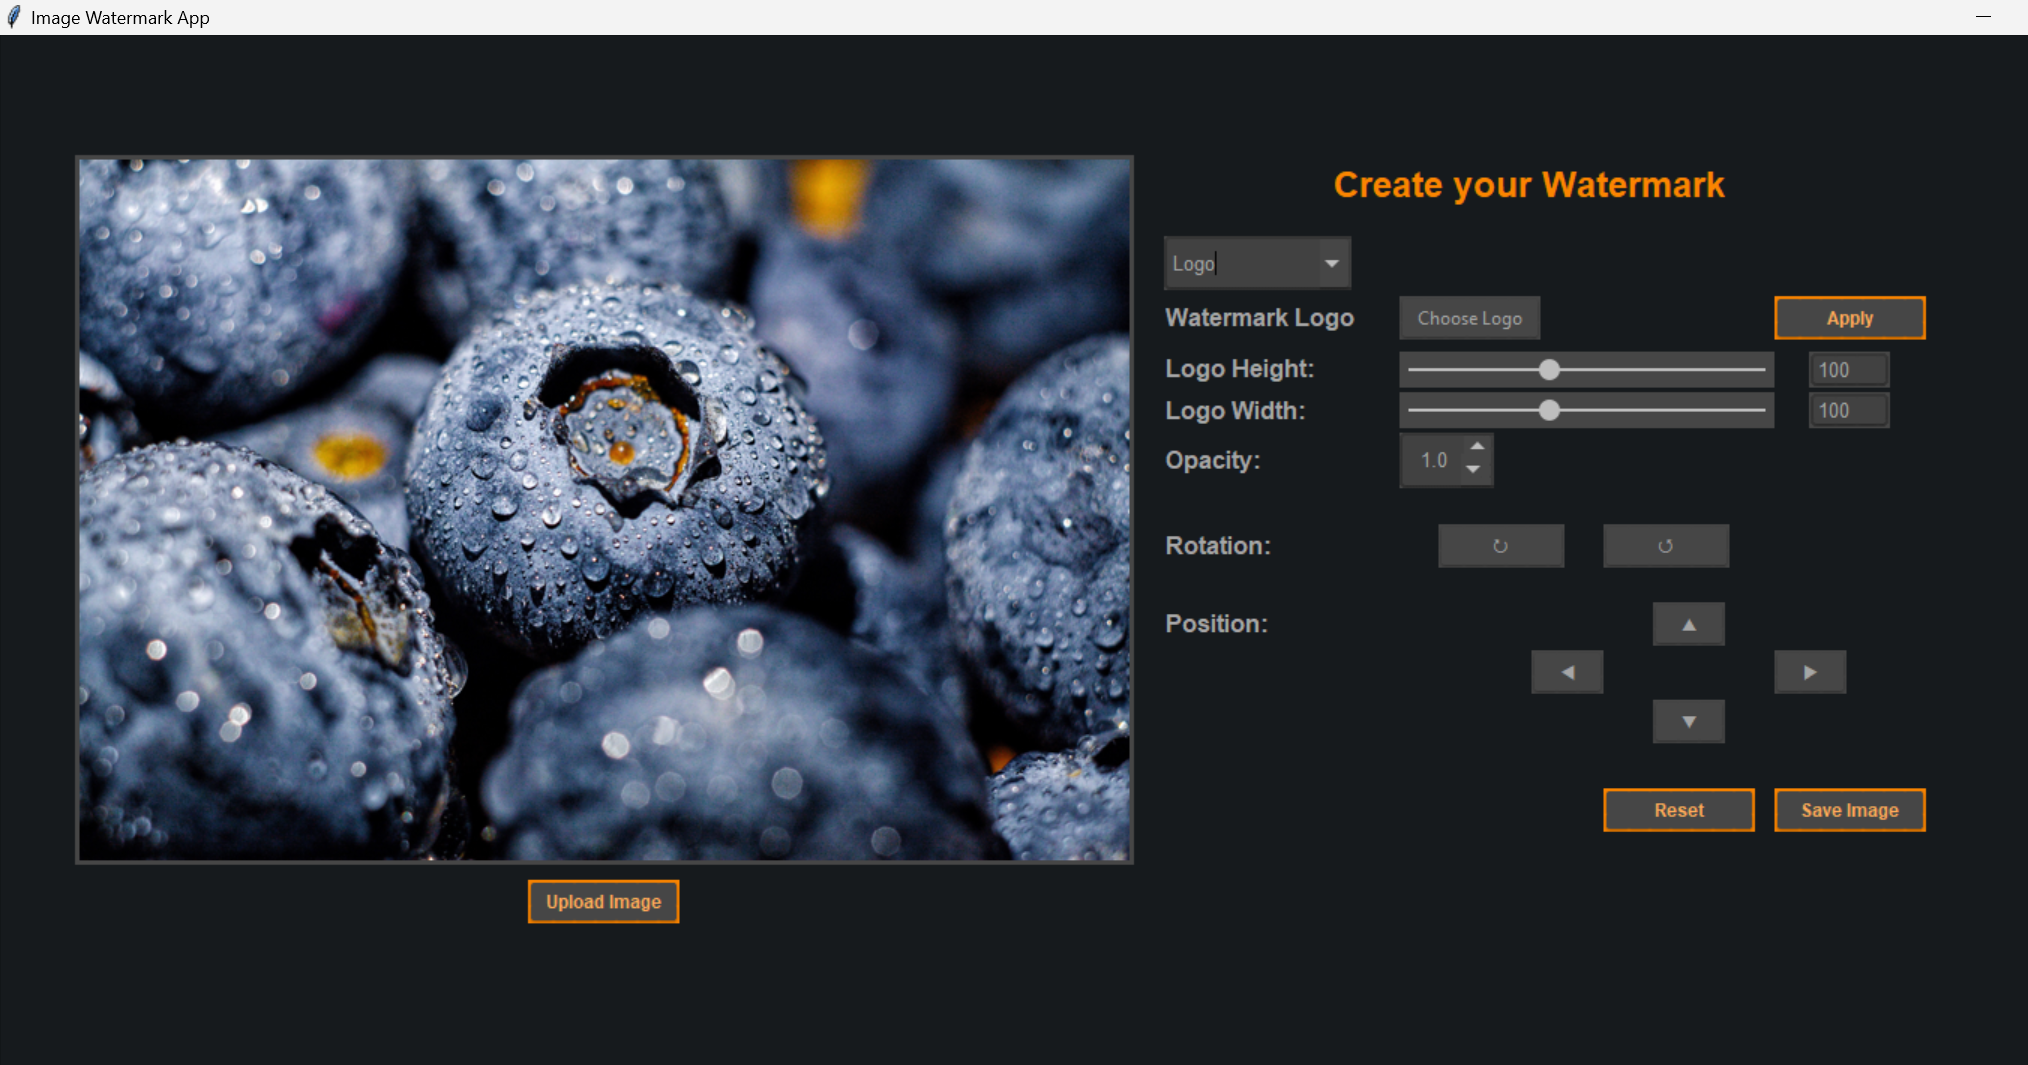 Image Watermark App
Create your Watermark
Logo
Watermark Logo
Choose Logo
Apply
Logo Height:
100
Logo Width:
100
Opacity:
1.0
Rotation:
↻
↺
Position:
▲
◀
▶
▼
Reset
Save Image
Upload Image